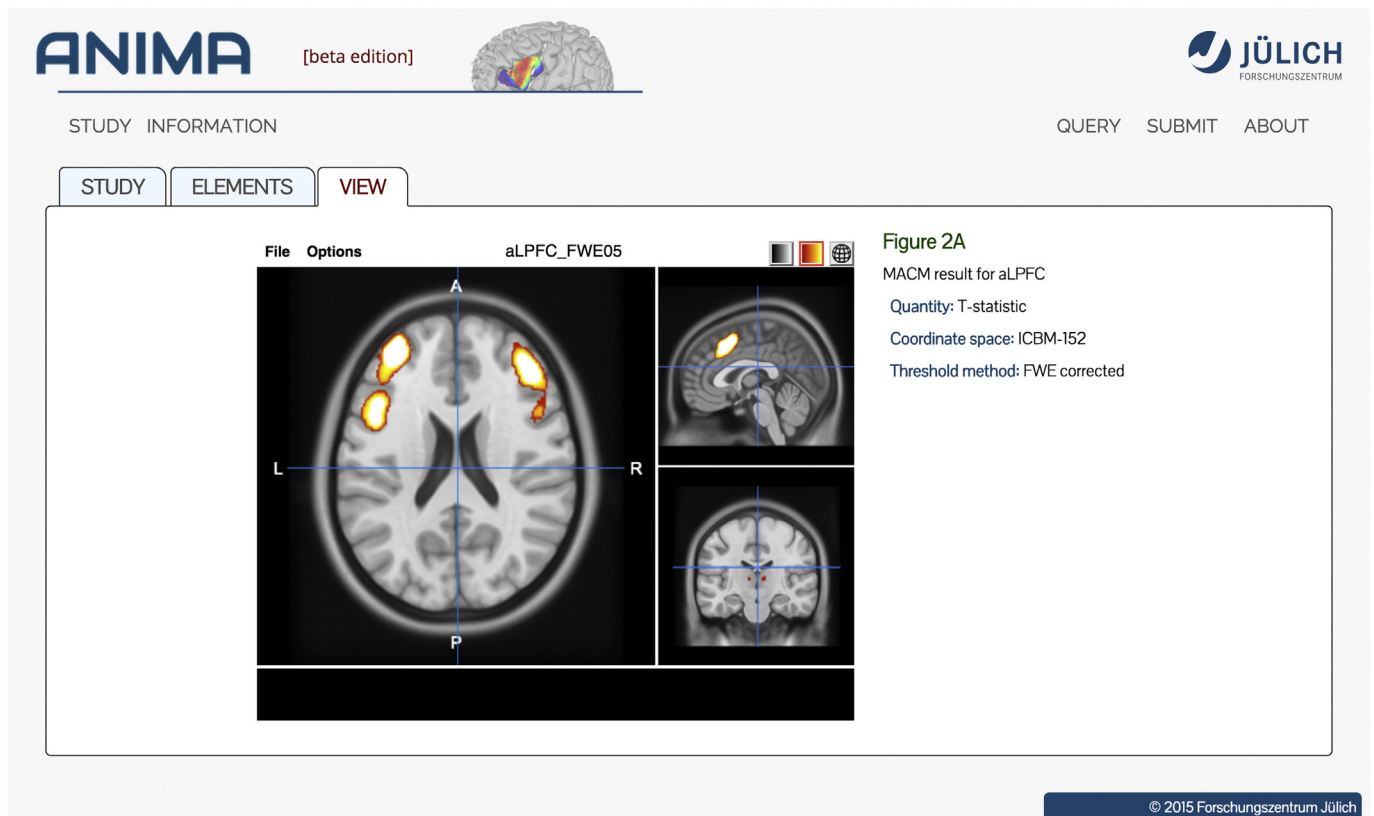 ANIMA
[beta edition]
JÜLICH
FORSCHUNGSZENTRUM
STUDY INFORMATION
QUERY SUBMIT ABOUT
STUDY ELEMENTS VIEW
File Options aLPFC_FWE05
A
L R
P
Figure 2A
MACM result for aLPFC
Quantity: T-statistic
Coordinate space: ICBM-152
Threshold method: FWE corrected
© 2015 Forschungszentrum Jülich